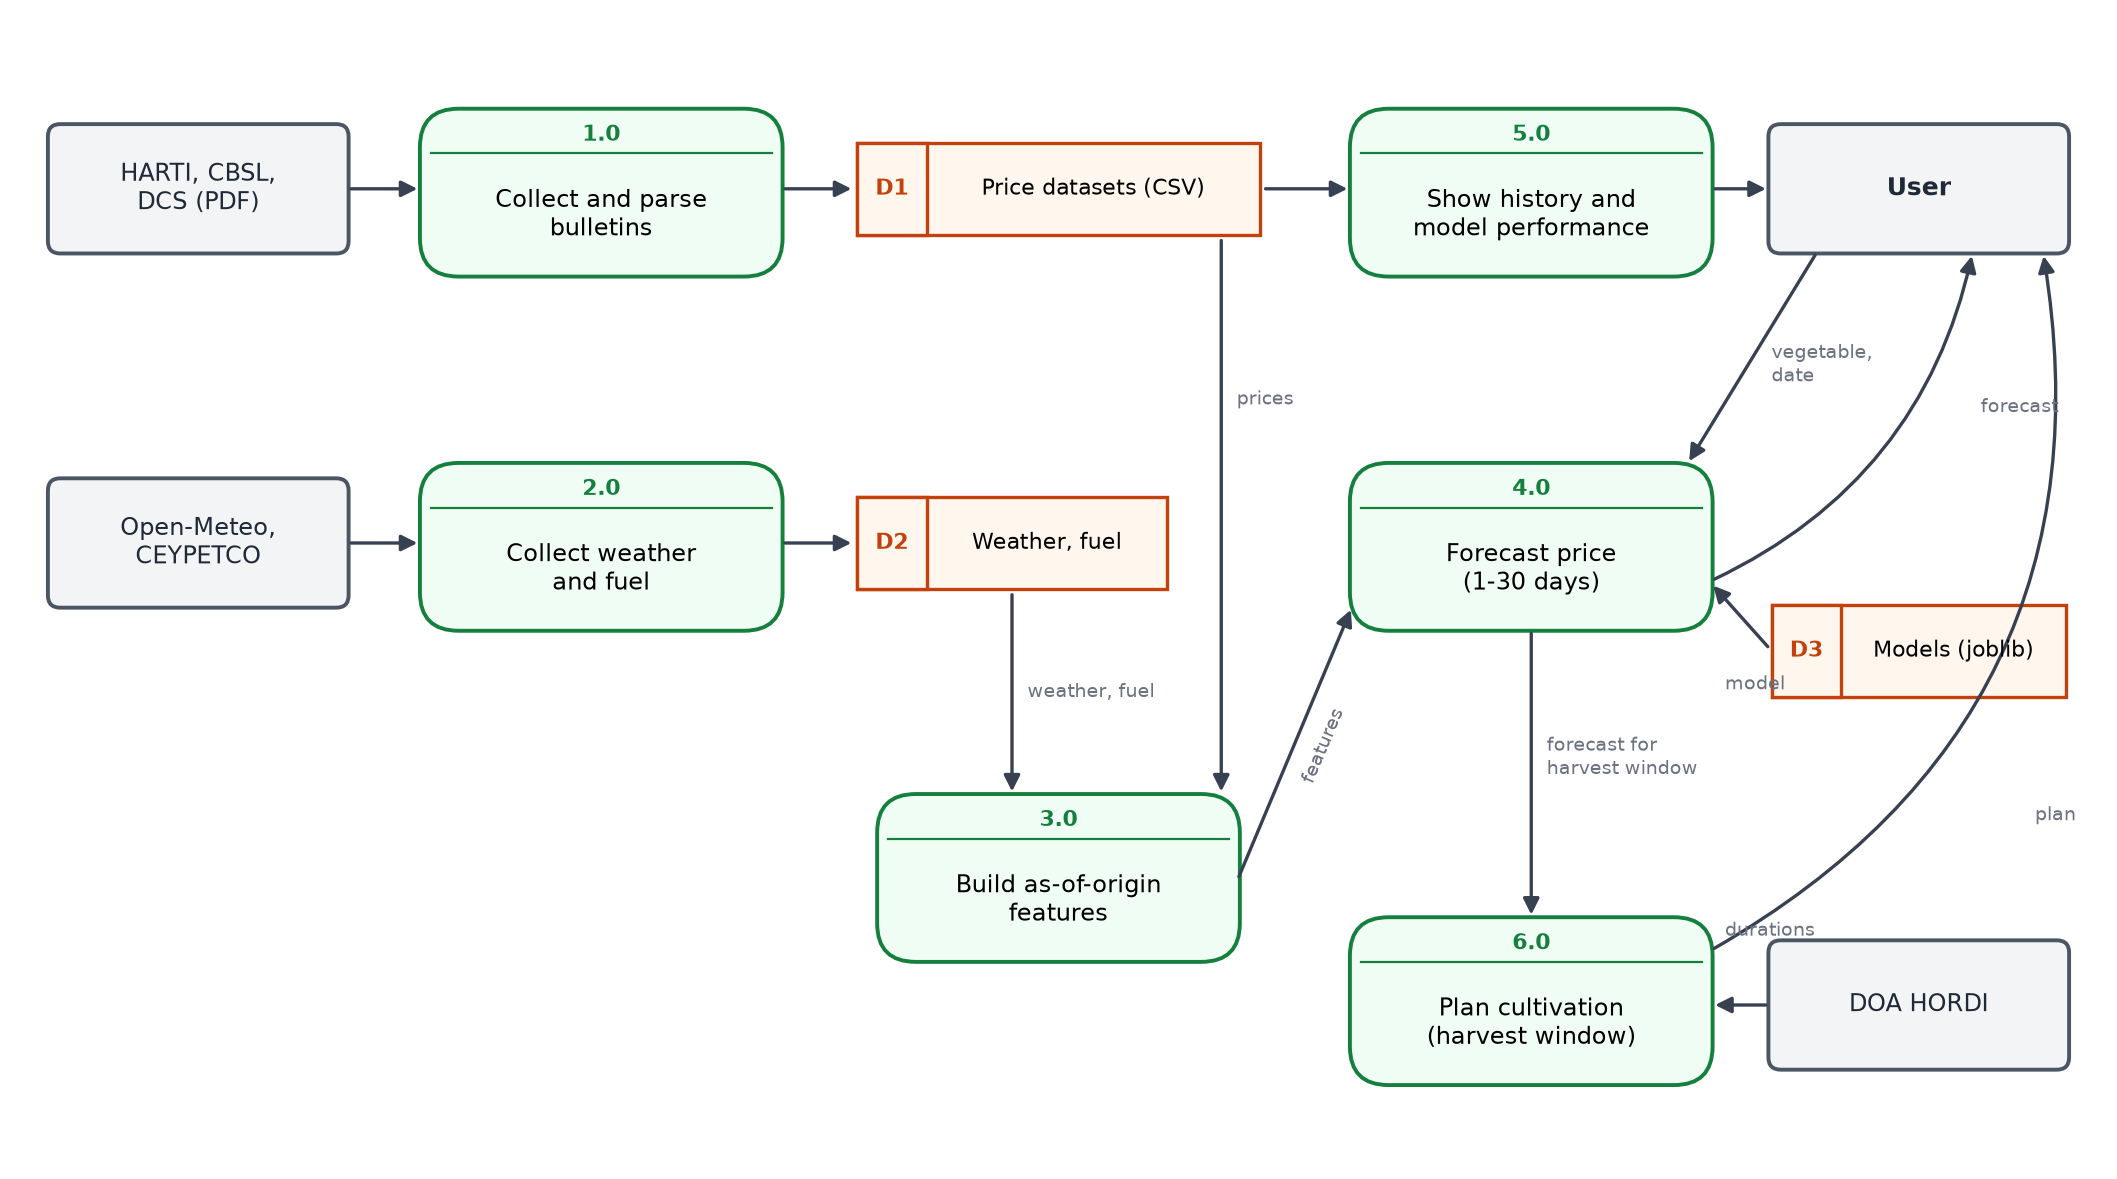 1.0
5.0
HARTI, CBSL,
DCS (PDF)
Collect and parse
bulletins
D1
Price datasets (CSV)
Show history and
model performance
User
vegetable,
date
prices
forecast
2.0
4.0
Open-Meteo,
CEYPETCO
Collect weather
and fuel
D2
Weather, fuel
Forecast price
(1-30 days)
D3
Models (joblib)
model
weather, fuel
features
forecast for
harvest window
plan
3.0
Build as-of-origin
features
durations
6.0
Plan cultivation
(harvest window)
DOA HORDI